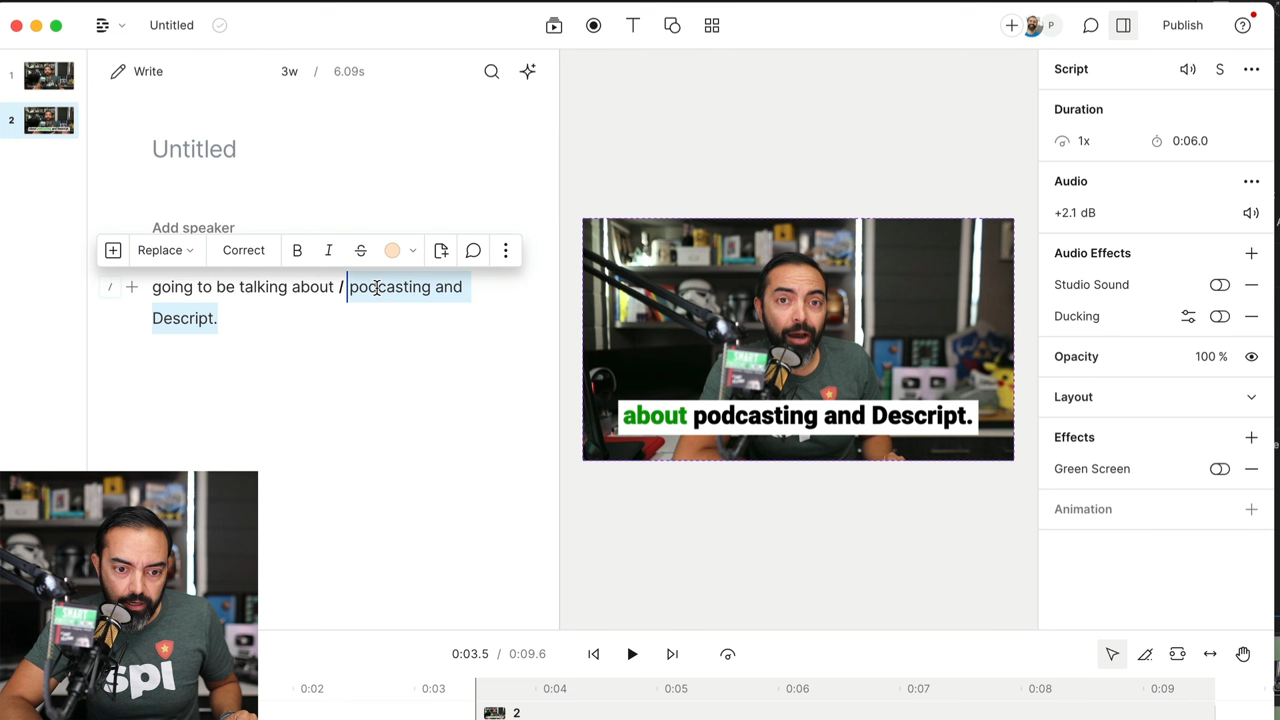 Untitled
P
Publish
1
2
Write
3w / 6.09s
Untitled
Add speaker
Replace
Correct
B
I
S
/
going to be talking about / podcasting and
Descript.
about podcasting and Descript.
Script
S
Duration
1x
0:06.0
Audio
+2.1 dB
Audio Effects
Studio Sound
Ducking
Opacity
100 %
Layout
Effects
Green Screen
Animation
spi
0:03.5 / 0:09.6
0:02
0:03
0:04
0:05
0:06
0:07
0:08
0:09
2